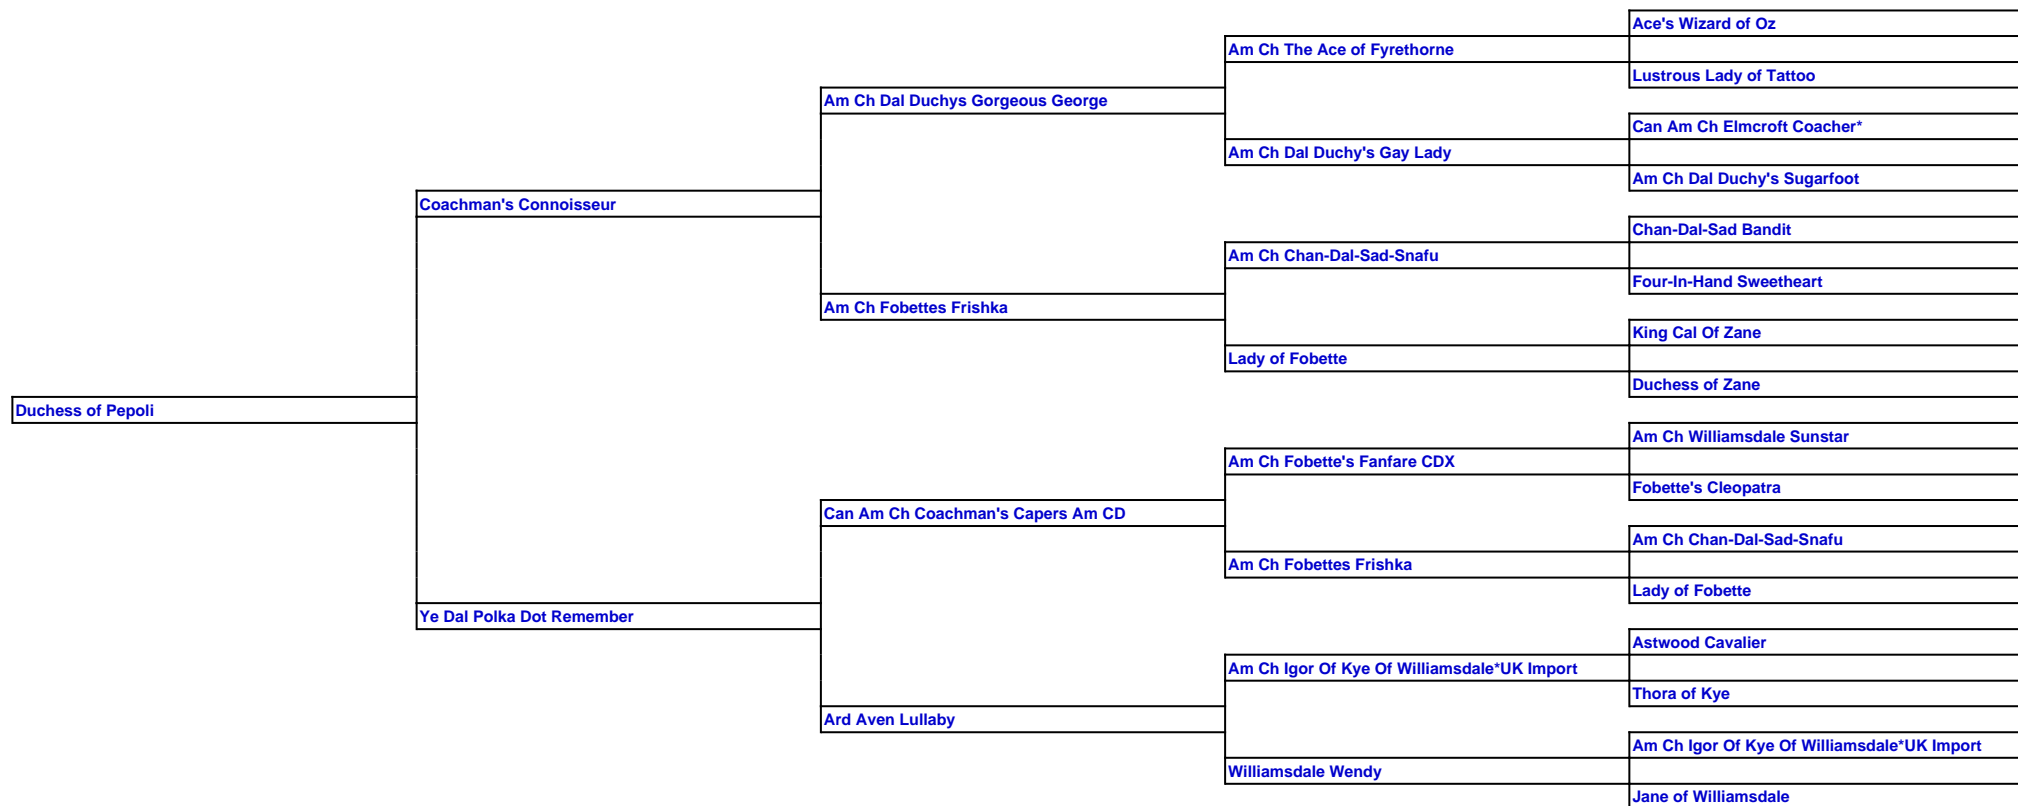 Ace's Wizard of Oz
Am Ch The Ace of Fyrethorne
Lustrous Lady of Tattoo
Am Ch Dal Duchys Gorgeous George
Can Am Ch Elmcroft Coacher*
Am Ch Dal Duchy's Gay Lady
Am Ch Dal Duchy's Sugarfoot
Coachman's Connoisseur
Chan-Dal-Sad Bandit
Am Ch Chan-Dal-Sad-Snafu
Four-In-Hand Sweetheart
Am Ch Fobettes Frishka
King Cal Of Zane
Lady of Fobette
Duchess of Zane
Duchess of Pepoli
Am Ch Williamsdale Sunstar
Am Ch Fobette's Fanfare CDX
Fobette's Cleopatra
Can Am Ch Coachman's Capers Am CD
Am Ch Chan-Dal-Sad-Snafu
Am Ch Fobettes Frishka
Lady of Fobette
Ye Dal Polka Dot Remember
Astwood Cavalier
Am Ch Igor Of Kye Of Williamsdale*UK Import
Thora of Kye
Ard Aven Lullaby
Am Ch Igor Of Kye Of Williamsdale*UK Import
Williamsdale Wendy
Jane of Williamsdale